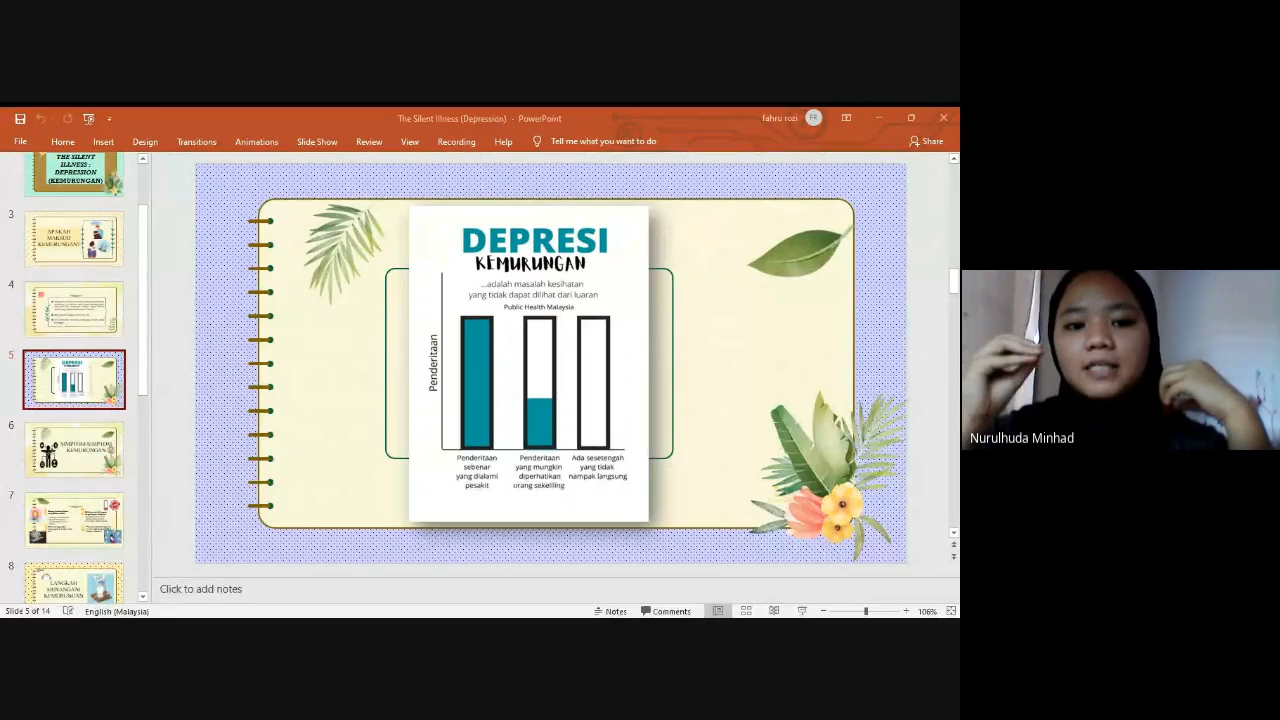 The Silent Illness (Depression) - PowerPoint
fahru rozi
FR
File Home Insert Design Transitions Animations Slide Show Review View Recording Help Tell me what you want to do Share
THE SILENT
ILLNESS :
DEPRESSION
(KEMURUNGAN)
3
APAKAH
MAKSUD
KEMURUNGAN?
4
5
DEPRESI
6
SIMPTOM-SIMPTOM
KEMURUNGAN
7
8
LANGKAH
MENANGANI
KEMURUNGAN
DEPRESI
KEMURUNGAN
...adalah masalah kesihatan
yang tidak dapat dilihat dari luaran
Public Health Malaysia
Penderitaan
Penderitaan
sebenar
yang dialami
pesakit
Penderitaan
yang mungkin
diperhatikan
orang sekeliling
Ada sesetengah
yang tidak
nampak langsung
Nurulhuda Minhad
Click to add notes
Slide 5 of 14 English (Malaysia) Notes Comments 106%